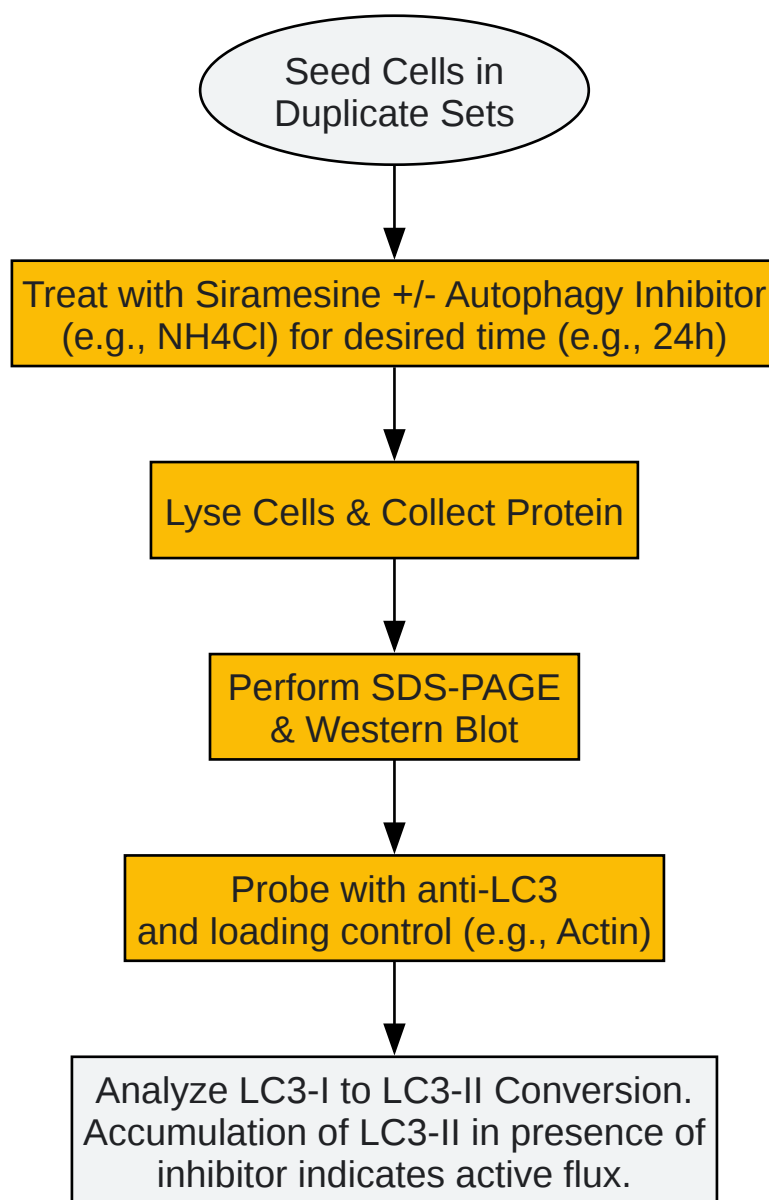 Seed Cells in
Duplicate Sets
Treat with Siramesine +/- Autophagy Inhibitor
(e.g., NH4Cl) for desired time (e.g., 24h)
Lyse Cells & Collect Protein
Perform SDS-PAGE
& Western Blot
Probe with anti-LC3
and loading control (e.g., Actin)
Analyze LC3-I to LC3-II Conversion.
Accumulation of LC3-II in presence of
inhibitor indicates active flux.